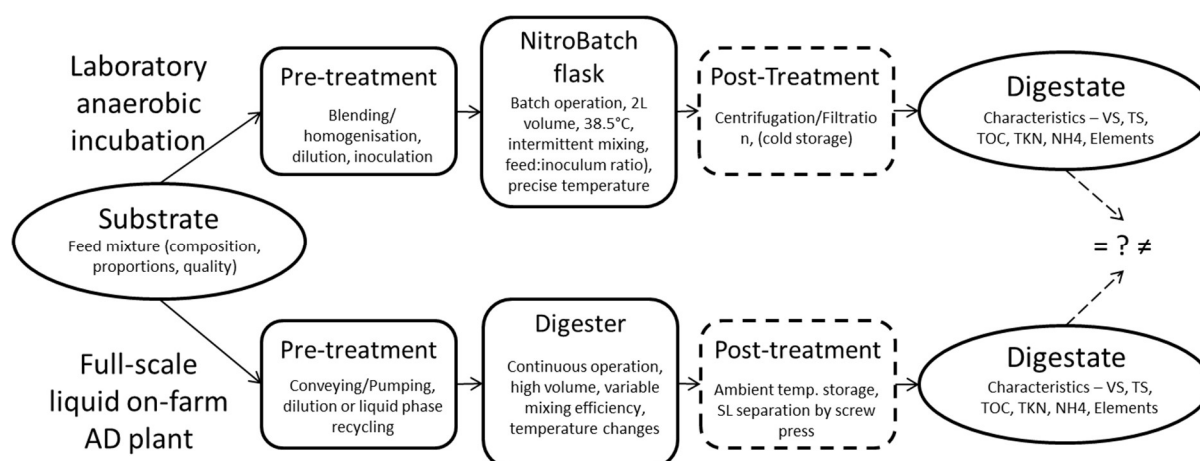 Laboratory
anaerobic
incubation
Pre-treatment
Blending/
homogenisation,
dilution, inoculation
NitroBatch
flask
Batch operation, 2L
volume, 38.5°C,
intermittent mixing,
feed:inoculum ratio),
precise temperature
Post-Treatment
Centrifugation/Filtratio
n, (cold storage)
Digestate
Characteristics – VS, TS,
TOC, TKN, NH4, Elements
Substrate
Feed mixture (composition,
proportions, quality)
= ? ≠
Full-scale
liquid on-farm
AD plant
Pre-treatment
Conveying/Pumping,
dilution or liquid phase
recycling
Digester
Continuous operation,
high volume, variable
mixing efficiency,
temperature changes
Post-treatment
Ambient temp. storage,
SL separation by screw
press
Digestate
Characteristics – VS, TS,
TOC, TKN, NH4, Elements